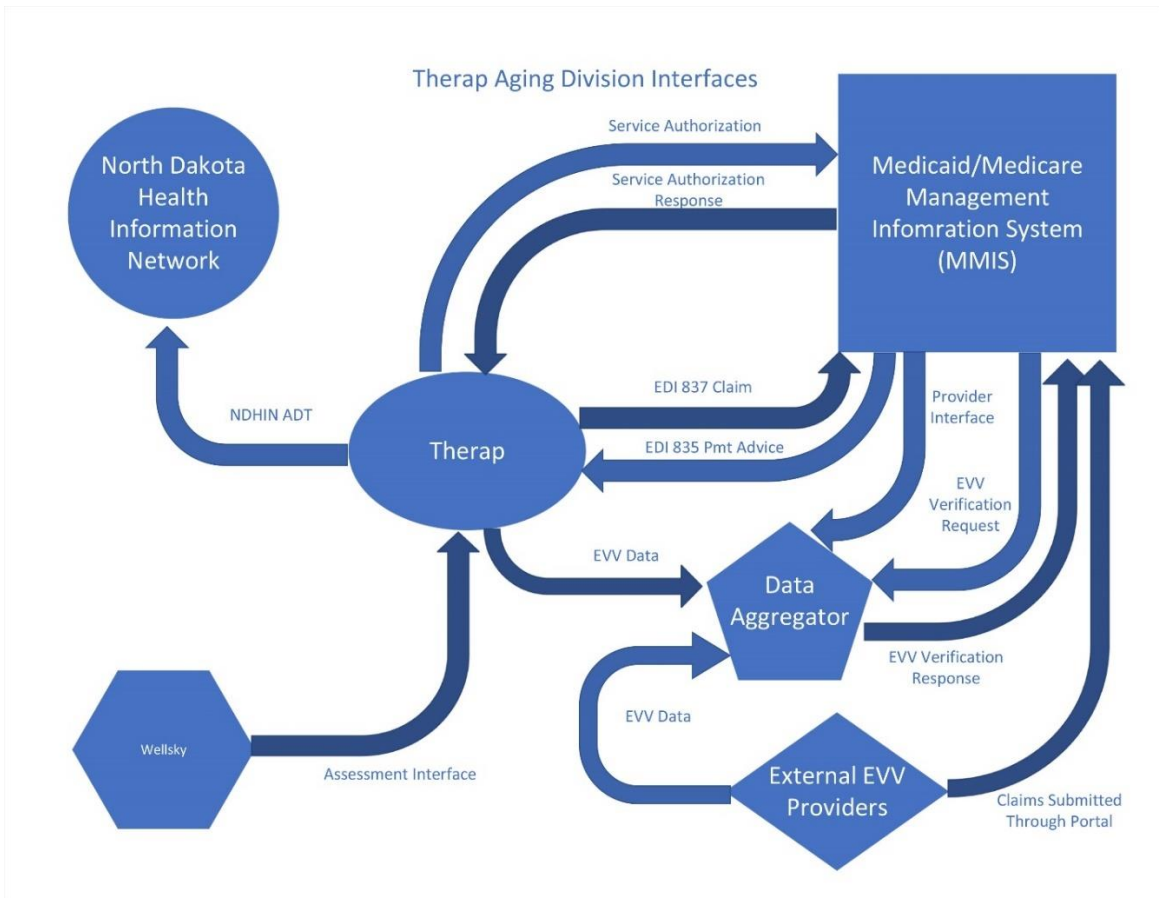 Therap Aging Division Interfaces
Service Authorization
Service Authorization
Response
North Dakota
Health
Information
Network
Medicaid/Medicare
Management
Infomration System
(MMIS)
NDHIN ADT
Therap
EDI 837 Claim
EDI 835 Pmt Advice
Provider
Interface
EVV
Verification
Request
EVV Data
Data
Aggregator
EVV Verification
Response
EVV Data
Wellsky
Assessment Interface
External EVV
Providers
Claims Submitted
Through Portal